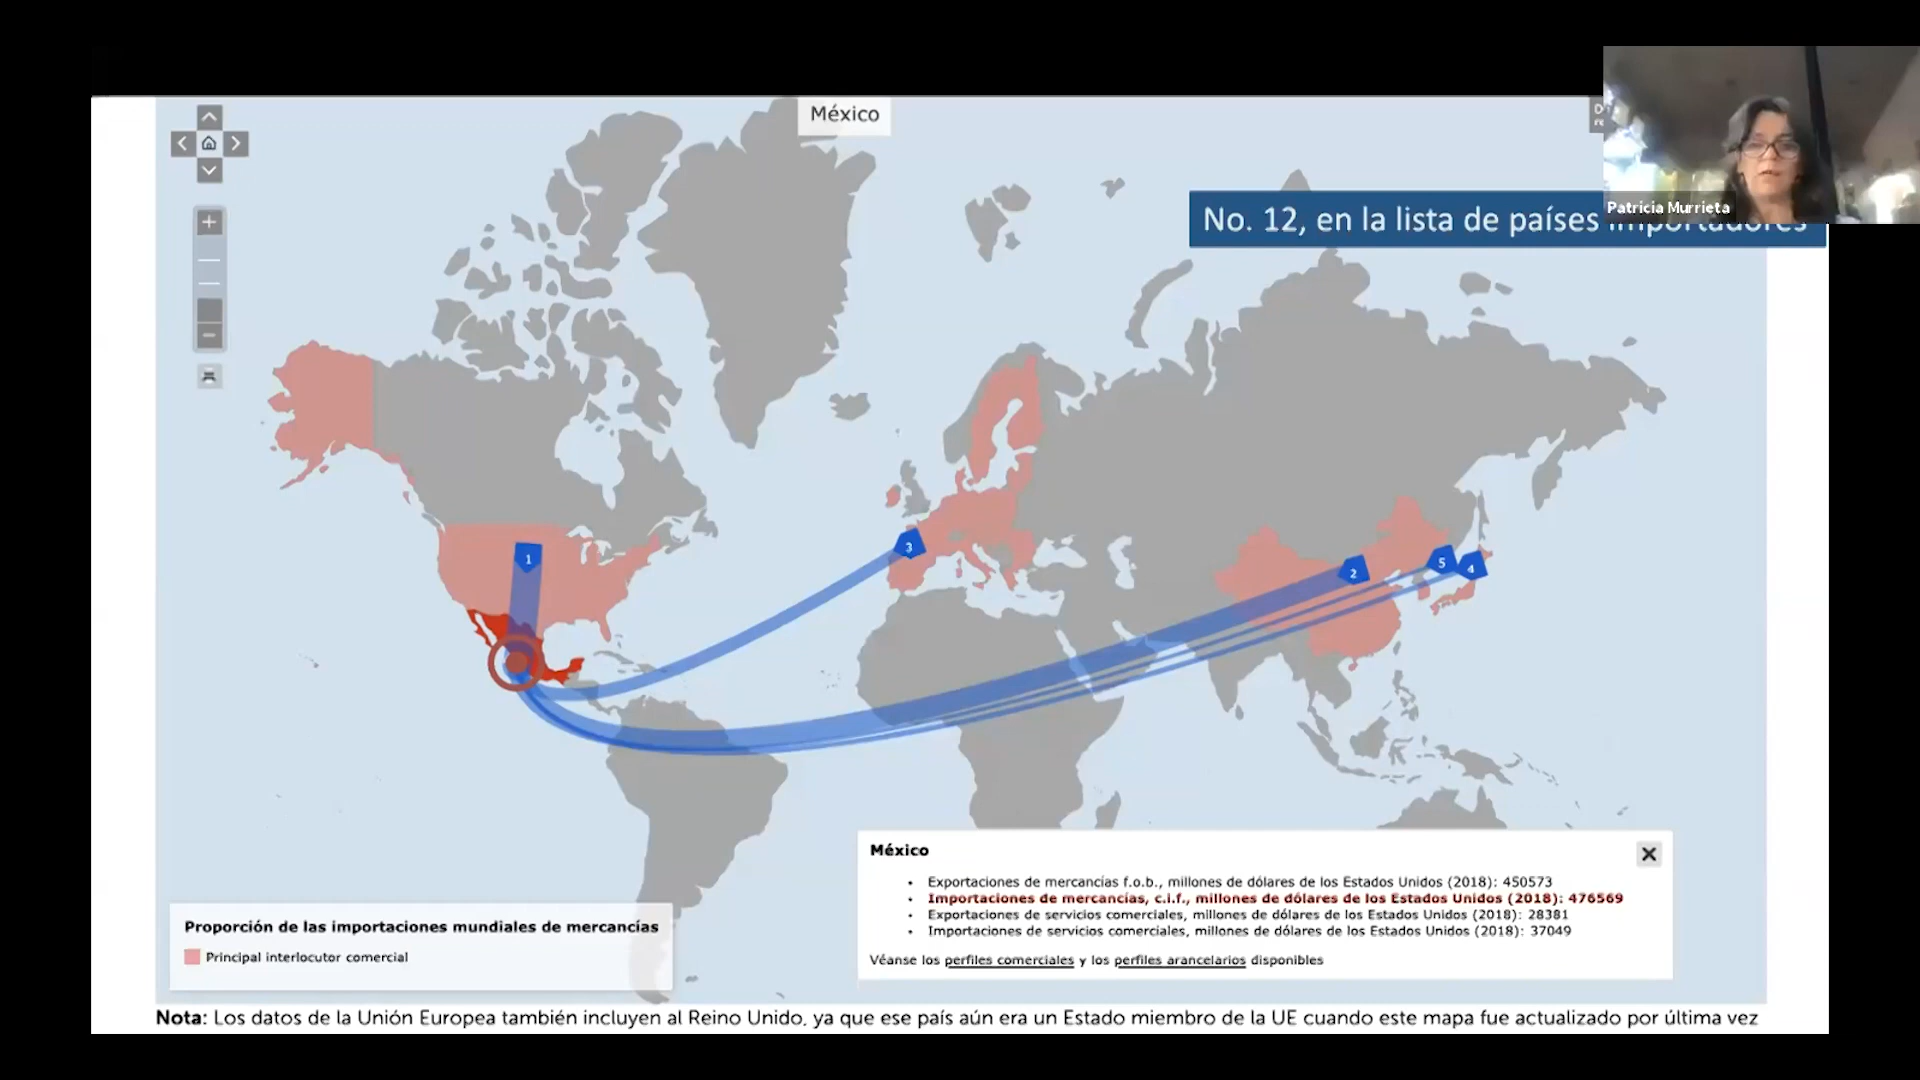 México
No. 12, en la lista de países importadores
Patricia Murrieta
1
2
3
4
5
México
• Exportaciones de mercancías f.o.b., millones de dólares de los Estados Unidos (2018): 450573
• Importaciones de mercancías, c.i.f., millones de dólares de los Estados Unidos (2018): 476569
• Exportaciones de servicios comerciales, millones de dólares de los Estados Unidos (2018): 28381
• Importaciones de servicios comerciales, millones de dólares de los Estados Unidos (2018): 37049
Véanse los perfiles comerciales y los perfiles arancelarios disponibles
Proporción de las importaciones mundiales de mercancías
Principal interlocutor comercial
Nota: Los datos de la Unión Europea también incluyen al Reino Unido, ya que ese país aún era un Estado miembro de la UE cuando este mapa fue actualizado por última vez